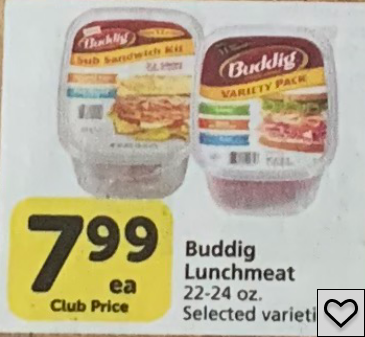 Buddig
Sub Sandwich Kit
Buddig
VARIETY PACK
7.99
ea
Club Price
Buddig
Lunchmeat
22-24 oz.
Selected varieti